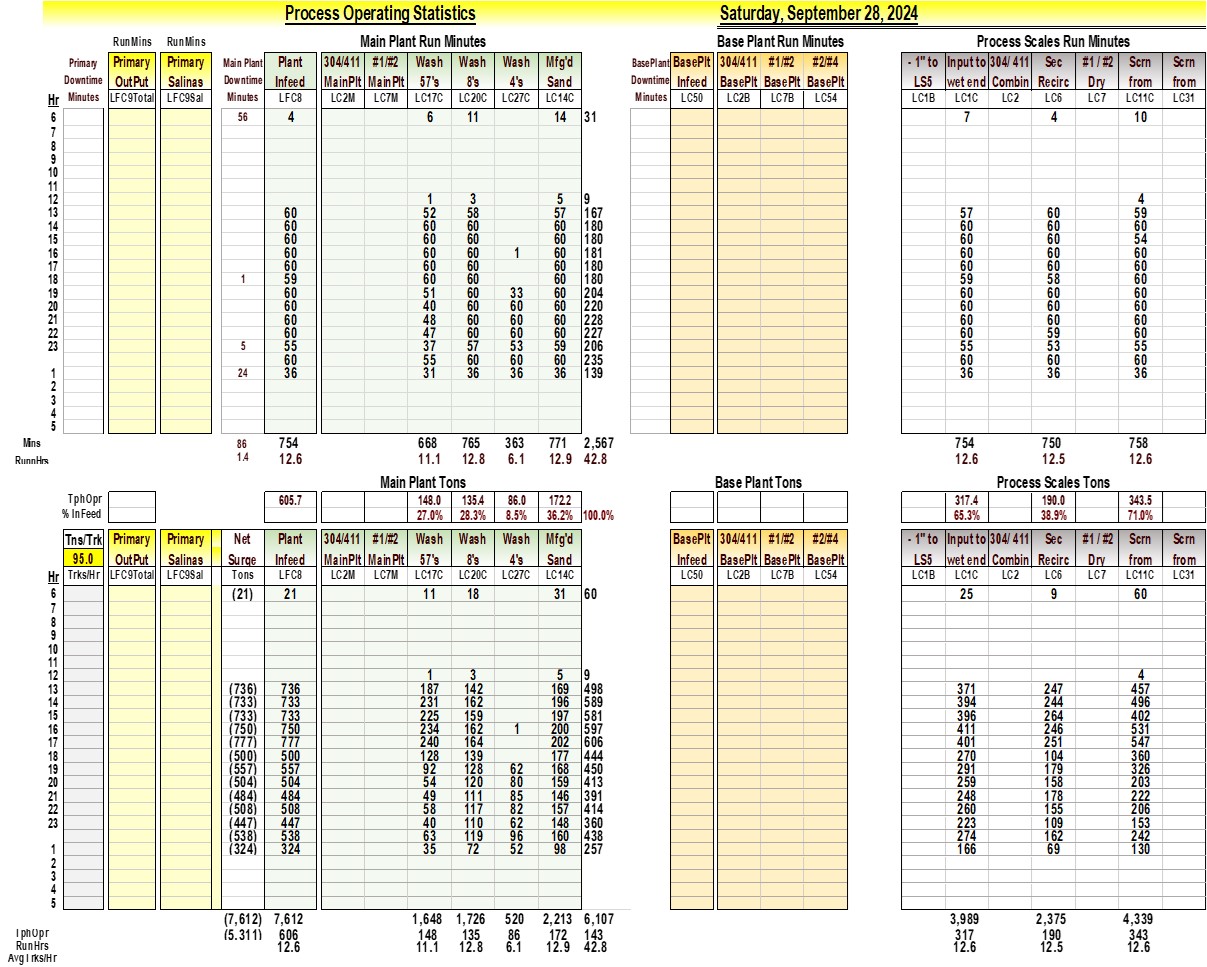 Process Operating Statistics Saturday, September 28, 2024
RunMins RunMins Main Plant Run Minutes Base Plant Run Minutes Process Scales Run Minutes
Primary Primary Primary Main Plant Plant 304/411 #1/#2 Wash Wash Wash Mfg'd BasePlant BasePlt 304/411 #1/#2 #2/#4 - 1" to Input to 304/ 411 Sec #1 / #2 Scrn Scrn
Downtime OutPut Salinas Downtime Infeed MainPlt MainPlt 57's 8's 4's Sand Downtime Infeed BasePlt BasePlt BasePlt LS5 wet end Combin Recirc Dry from from
Hr Minutes LFC9Total LFC9Sal Minutes LFC8 LC2M LC7M LC17C LC20C LC27C LC14C Minutes LC50 LC2B LC7B LC54 LC1B LC1C LC2 LC6 LC7 LC11C LC31
6 56 4 6 11 14 31 7 4 10
7
8
9
10
11
12 1 3 5 9 4
13 60 52 58 57 167 57 60 59
14 60 60 60 60 180 60 60 60
15 60 60 60 60 180 60 60 54
16 60 60 60 1 60 181 60 60 60
17 60 60 60 60 180 60 60 60
18 1 59 60 60 60 180 59 58 60
19 60 51 60 33 60 204 60 60 60
20 60 40 60 60 60 220 60 60 60
21 60 48 60 60 60 228 60 60 60
22 60 47 60 60 60 227 60 59 60
23 5 55 37 57 53 59 206 55 53 55
60 55 60 60 60 235 60 60 60
1 24 36 31 36 36 36 139 36 36 36
2
3
4
5
Mins 86 754 668 765 363 771 2,567 754 750 758
RunnHrs 1.4 12.6 11.1 12.8 6.1 12.9 42.8 12.6 12.5 12.6
Main Plant Tons Base Plant Tons Process Scales Tons
TphOpr 605.7 148.0 135.4 86.0 172.2 317.4 190.0 343.5
% InFeed 27.0% 28.3% 8.5% 36.2% 100.0% 65.3% 38.9% 71.0%
Tns/Trk Primary Primary Net Plant 304/411 #1/#2 Wash Wash Wash Mfg'd BasePlt 304/411 #1/#2 #2/#4 - 1" to Input to 304/ 411 Sec #1 / #2 Scrn Scrn
95.0 OutPut Salinas Surge Infeed MainPlt MainPlt 57's 8's 4's Sand Infeed BasePlt BasePlt BasePlt LS5 wet end Combin Recirc Dry from from
Hr Trks/Hr LFC9Total LFC9Sal Tons LFC8 LC2M LC7M LC17C LC20C LC27C LC14C LC50 LC2B LC7B LC54 LC1B LC1C LC2 LC6 LC7 LC11C LC31
6 (21) 21 11 18 31 60 25 9 60
7
8
9
10
11
12 1 3 5 9 4
13 (736) 736 187 142 169 498 371 247 457
14 (733) 733 231 162 196 589 394 244 496
15 (733) 733 225 159 197 581 396 264 402
16 (750) 750 234 162 1 200 597 411 246 531
17 (777) 777 240 164 202 606 401 251 547
18 (500) 500 128 139 177 444 270 104 360
19 (557) 557 92 128 62 168 450 291 179 326
20 (504) 504 54 120 80 159 413 259 158 203
21 (484) 484 49 111 85 146 391 248 178 222
22 (508) 508 58 117 82 157 414 260 155 206
23 (447) 447 40 110 62 148 360 223 109 153
(538) 538 63 119 96 160 438 274 162 242
1 (324) 324 35 72 52 98 257 166 69 130
2
3
4
5
(7,612) 7,612 1,648 1,726 520 2,213 6,107 3,989 2,375 4,339
TphOpr (5,311) 606 148 135 86 172 143 317 190 343
RunHrs 12.6 11.1 12.8 6.1 12.9 42.8 12.6 12.5 12.6
AvgTrks/Hr